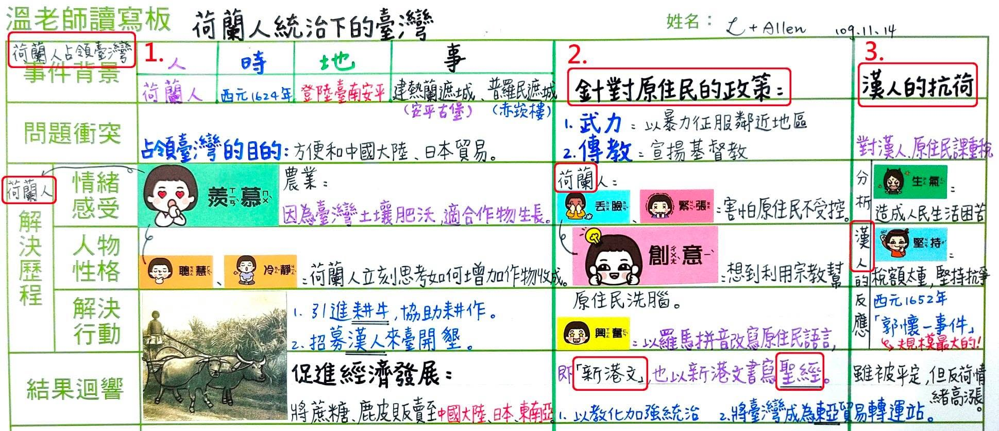 溫老師讀寫板 荷蘭人統治下的臺灣 姓名： L + Allen 109.11.14
荷蘭人占領臺灣
事件背景
1.
人 時 地 事
荷蘭人 西元1624年 登陸臺南安平 建熱蘭遮城、普羅民遮城
(安平古堡) (赤崁樓)
問題衝突
占領臺灣的目的：方便和中國大陸、日本貿易。
荷蘭人
解決歷程
情緒感受
羨慕
農業：
因為臺灣土壤肥沃,適合作物生長。
人物性格
聰慧、冷靜：荷蘭人立刻思考如何增加作物收成。
解決行動
1. 引進耕牛,協助耕作。
2. 招募漢人來臺開墾。
結果迴響
促進經濟發展：
將蔗糖、鹿皮販賣至中國大陸、日本、東南亞。
2.
針對原住民的政策：
1. 武力：以暴力征服鄰近地區
2. 傳教：宣揚基督教
荷蘭人：
丟臉、緊張：害怕原住民不受控。
創意：想到利用宗教幫
原住民洗腦。
興奮：以羅馬拼音改寫原住民語言,
即「新港文」,也以新港文書寫聖經。
1. 以教化加強統治 2. 將臺灣成為東亞貿易轉運站。
3.
漢人的抗荷
對漢人、原住民課重稅
分析漢人的反應
生氣：
造成人民生活困苦
堅持：
稅額太重,堅持抗爭
西元1652年
「郭懷一事件」
規模最大的!
雖被平定,但反荷情
緒高漲。